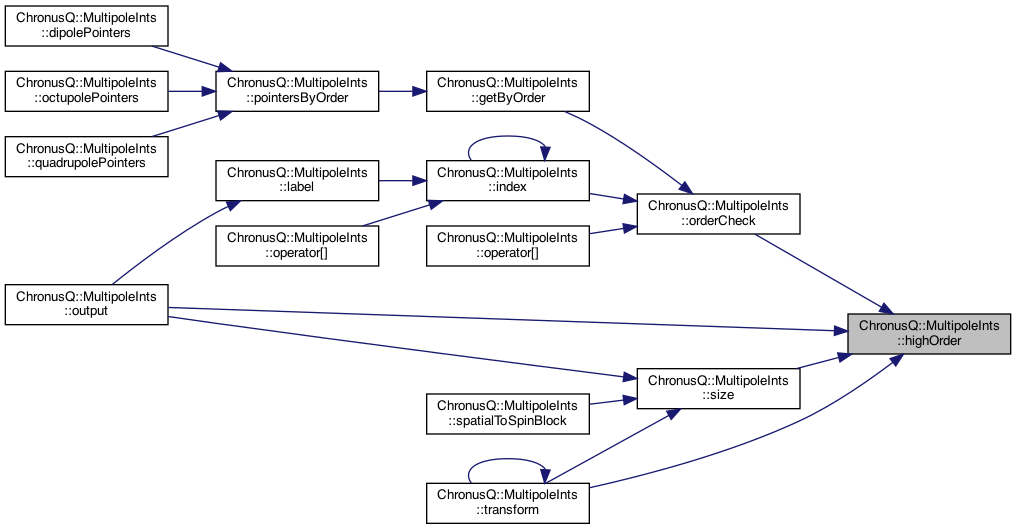 ChronusQ::MultipoleInts
::dipolePointers
ChronusQ::MultipoleInts
::octupolePointers
ChronusQ::MultipoleInts
::quadrupolePointers
ChronusQ::MultipoleInts
::pointersByOrder
ChronusQ::MultipoleInts
::getByOrder
ChronusQ::MultipoleInts
::label
ChronusQ::MultipoleInts
::index
ChronusQ::MultipoleInts
::operator[]
ChronusQ::MultipoleInts
::operator[]
ChronusQ::MultipoleInts
::orderCheck
ChronusQ::MultipoleInts
::output
ChronusQ::MultipoleInts
::highOrder
ChronusQ::MultipoleInts
::size
ChronusQ::MultipoleInts
::spatialToSpinBlock
ChronusQ::MultipoleInts
::transform